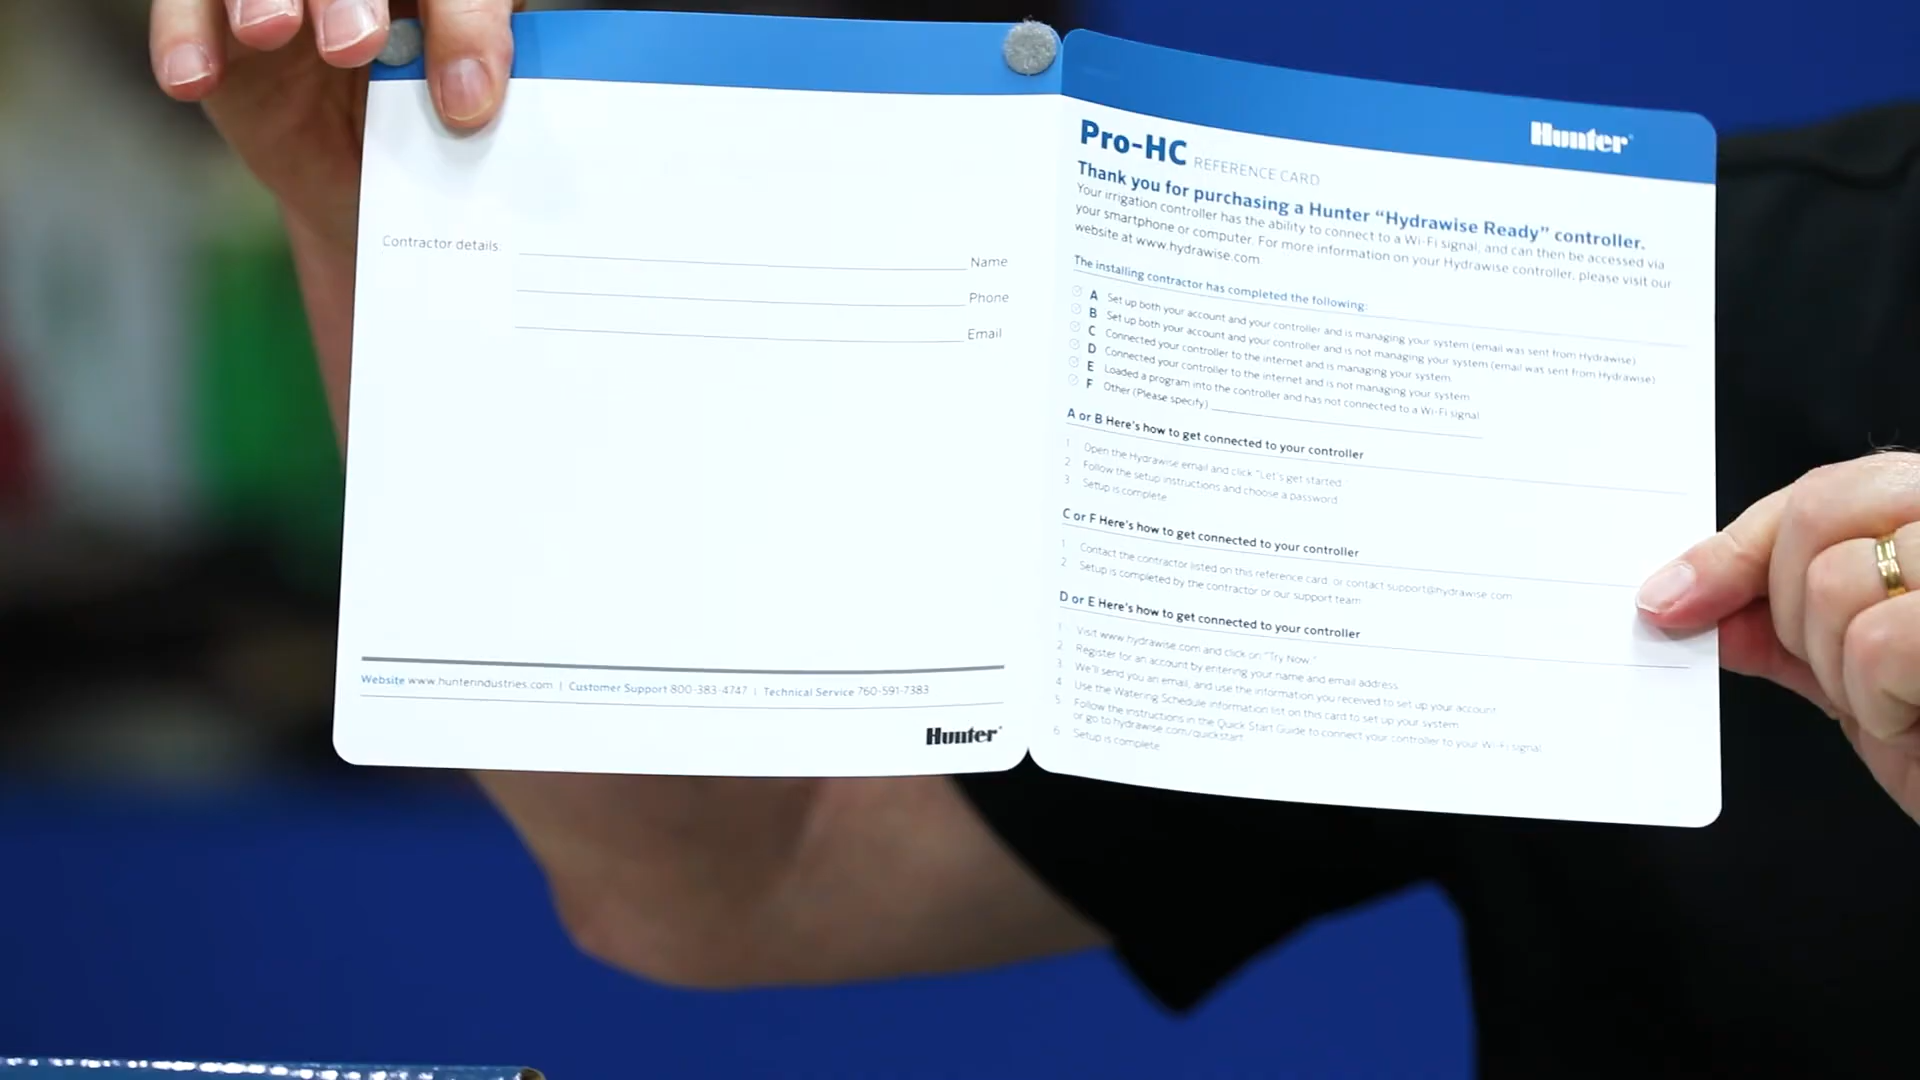 Contractor details:
Name
Phone
Email
Website www.hunterindustries.com | Customer Support 800-383-4747 | Technical Service 760-591-7383
Hunter
Hunter
Pro-HC REFERENCE CARD
Thank you for purchasing a Hunter “Hydrawise Ready” controller.
Your irrigation controller has the ability to connect to a Wi-Fi signal, and can then be accessed via
your smartphone or computer. For more information on your Hydrawise controller, please visit our
website at www.hydrawise.com
The installing contractor has completed the following:
A Set up both your account and your controller and is managing your system (email was sent from Hydrawise)
B Set up both your account and your controller and is not managing your system (email was sent from Hydrawise)
C Connected your controller to the internet and is managing your system
D Connected your controller to the internet and is not managing your system
E Loaded a program into the controller and has not connected to a Wi-Fi signal
F Other (Please specify)
A or B Here's how to get connected to your controller
1 Open the Hydrawise email and click "Let's get started."
2 Follow the setup instructions and choose a password
3 Setup is complete
C or F Here's how to get connected to your controller
1 Contact the contractor listed on this reference card, or contact support@hydrawise.com
2 Setup is completed by the contractor or our support team
D or E Here's how to get connected to your controller
1 Visit www.hydrawise.com and click on "Try Now."
2 Register for an account by entering your name and email address
3 We'll send you an email, and use the information you received to set up your account
4 Use the Watering Schedule information list on this card to set up your system
5 Follow the instructions in the Quick Start Guide to connect your controller to your Wi-Fi signal
or go to hydrawise.com/quickstart
6 Setup is complete